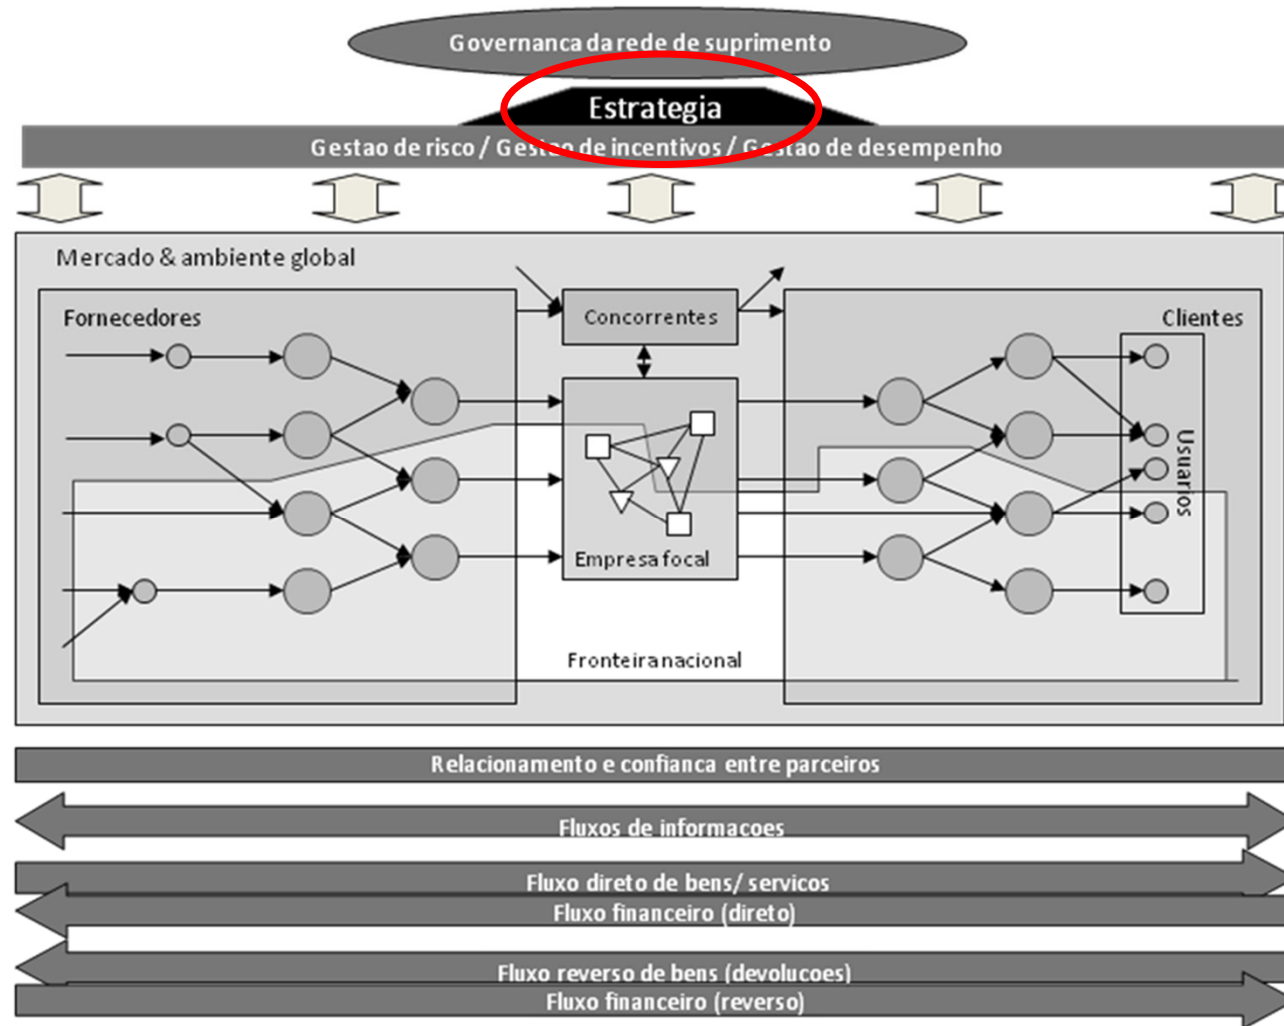 Governanca da rede de suprimento
Estrategia
Gestao de risco / Gestao de incentivos / Gestao de desempenho
Mercado & ambiente global
Fornecedores
Concorrentes
Clientes
Usuarios
Empresa focal
Fronteira nacional
Relacionamento e confianca entre parceiros
Fluxos de informacoes
Fluxo direto de bens/ servicos
Fluxo financeiro (direto)
Fluxo reverso de bens (devolucoes)
Fluxo financeiro (reverso)